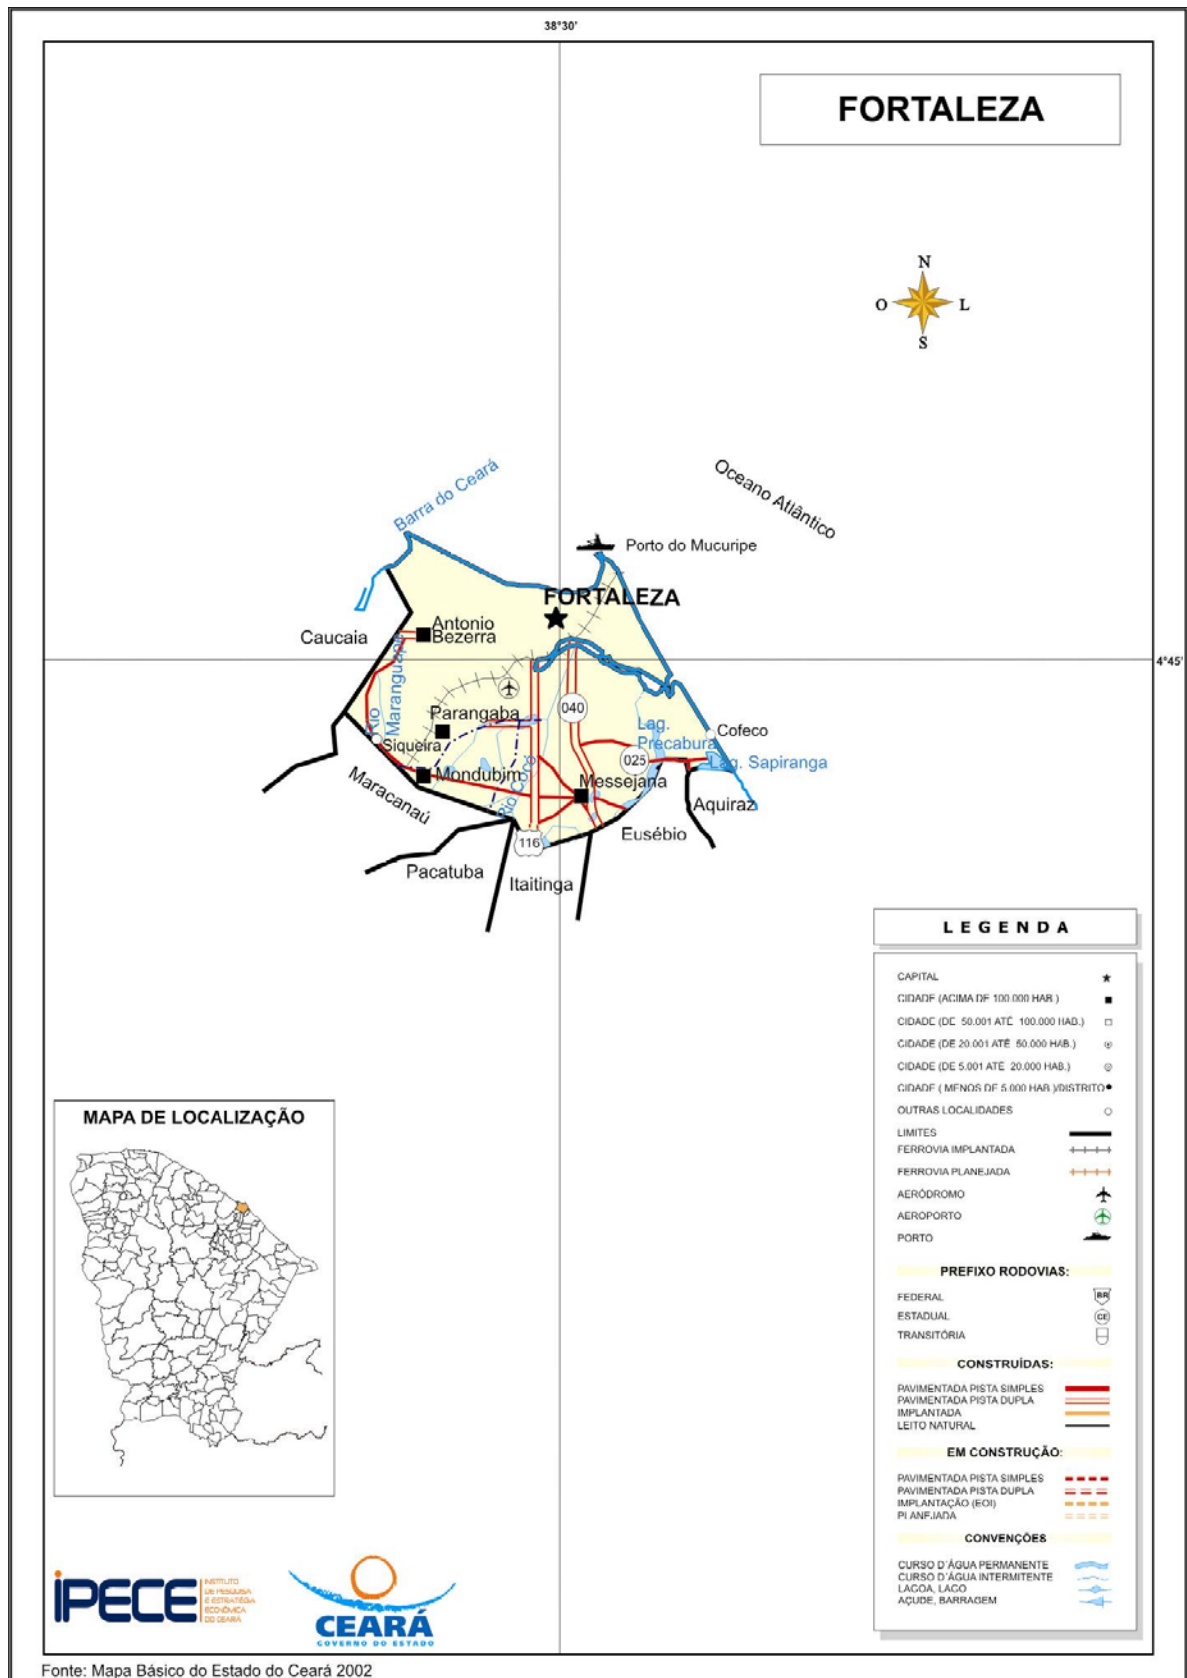 38°30'
FORTALEZA
N
O
L
S
Oceano Atlântico
Barra do Ceará
Porto do Mucuripe
FORTALEZA
Antonio
Bezerra
Caucaia
4°45'
Rio
Maranguape
Parangaba
040
Lag.
Precabura
Cofeco
Siqueira
025
Lag. Sapiranga
Mondubim
Messejana
Rio Cocó
Maracanaú
Aquiraz
Eusébio
116
Pacatuba
Itaitinga
LEGENDA
CAPITAL
CIDADE (ACIMA DE 100.000 HAB.)
CIDADE (DE 50.001 ATÉ 100.000 HAB.)
CIDADE (DE 20.001 ATÉ 50.000 HAB.)
CIDADE (DE 5.001 ATÉ 20.000 HAB.)
CIDADE ( MENOS DE 5.000 HAB.)/DISTRITO
OUTRAS LOCALIDADES
LIMITES
FERROVIA IMPLANTADA
FERROVIA PLANEJADA
AERÓDROMO
AEROPORTO
PORTO
PREFIXO RODOVIAS:
FEDERAL BR
ESTADUAL CE
TRANSITÓRIA
CONSTRUÍDAS:
PAVIMENTADA PISTA SIMPLES
PAVIMENTADA PISTA DUPLA
IMPLANTADA
LEITO NATURAL
EM CONSTRUÇÃO:
PAVIMENTADA PISTA SIMPLES
PAVIMENTADA PISTA DUPLA
IMPLANTAÇÃO (EOI)
PLANEJADA
CONVENÇÕES
CURSO D'ÁGUA PERMANENTE
CURSO D'ÁGUA INTERMITENTE
LAGOA, LAGO
AÇUDE, BARRAGEM
MAPA DE LOCALIZAÇÃO
IPECE
INSTITUTO
DE PESQUISA
E ESTRATÉGIA
ECONÔMICA
DO CEARÁ
CEARÁ
GOVERNO DO ESTADO
Fonte: Mapa Básico do Estado do Ceará 2002